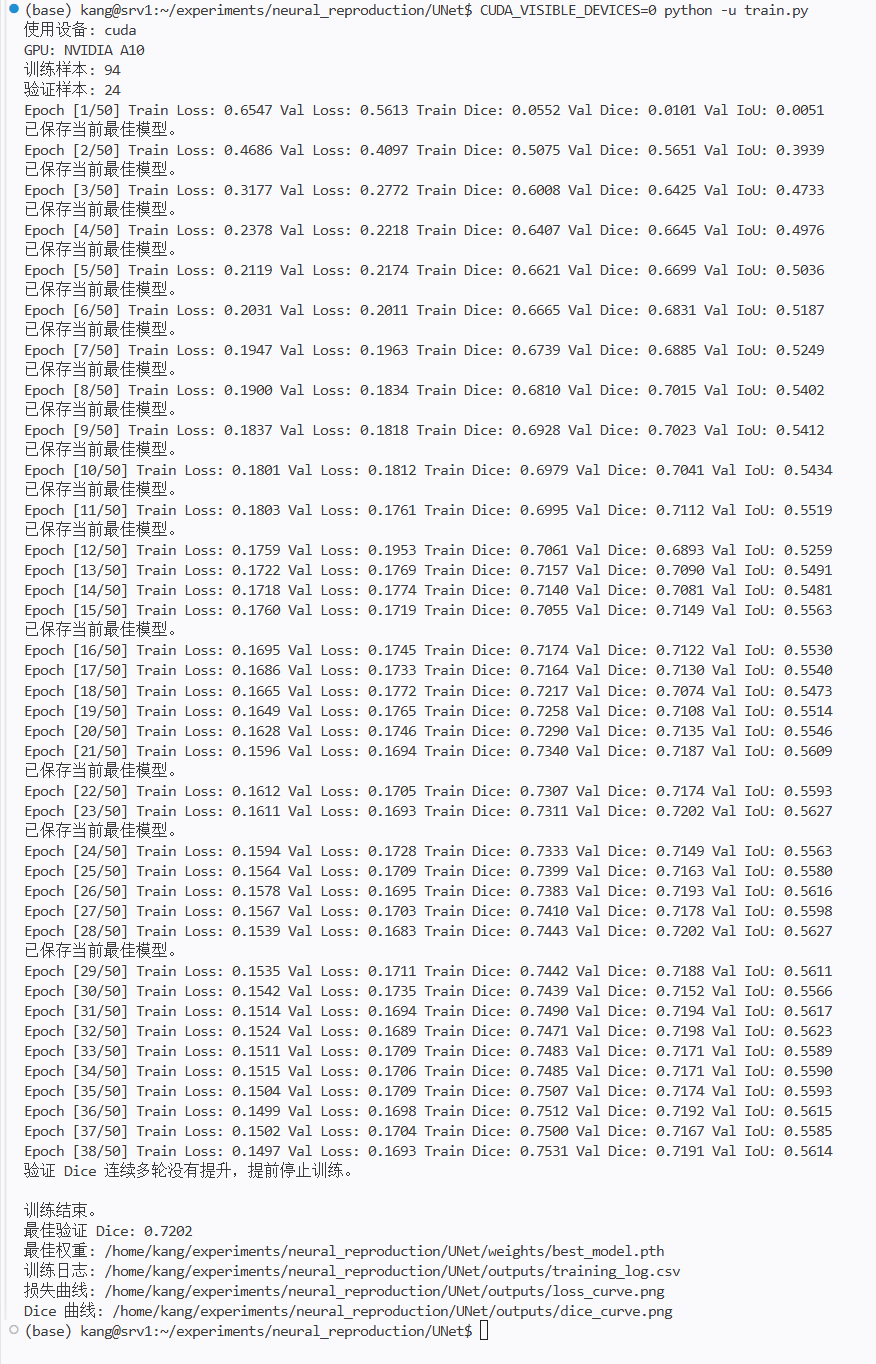 (base) kang@srv1:~/experiments/neural_reproduction/UNet$ CUDA_VISIBLE_DEVICES=0 python -u train.py
使用设备: cuda
GPU: NVIDIA A10
训练样本: 94
验证样本: 24
Epoch [1/50] Train Loss: 0.6547 Val Loss: 0.5613 Train Dice: 0.0552 Val Dice: 0.0101 Val IoU: 0.0051
已保存当前最佳模型。
Epoch [2/50] Train Loss: 0.4686 Val Loss: 0.4097 Train Dice: 0.5075 Val Dice: 0.5651 Val IoU: 0.3939
已保存当前最佳模型。
Epoch [3/50] Train Loss: 0.3177 Val Loss: 0.2772 Train Dice: 0.6008 Val Dice: 0.6425 Val IoU: 0.4733
已保存当前最佳模型。
Epoch [4/50] Train Loss: 0.2378 Val Loss: 0.2218 Train Dice: 0.6407 Val Dice: 0.6645 Val IoU: 0.4976
已保存当前最佳模型。
Epoch [5/50] Train Loss: 0.2119 Val Loss: 0.2174 Train Dice: 0.6621 Val Dice: 0.6699 Val IoU: 0.5036
已保存当前最佳模型。
Epoch [6/50] Train Loss: 0.2031 Val Loss: 0.2011 Train Dice: 0.6665 Val Dice: 0.6831 Val IoU: 0.5187
已保存当前最佳模型。
Epoch [7/50] Train Loss: 0.1947 Val Loss: 0.1963 Train Dice: 0.6739 Val Dice: 0.6885 Val IoU: 0.5249
已保存当前最佳模型。
Epoch [8/50] Train Loss: 0.1900 Val Loss: 0.1834 Train Dice: 0.6810 Val Dice: 0.7015 Val IoU: 0.5402
已保存当前最佳模型。
Epoch [9/50] Train Loss: 0.1837 Val Loss: 0.1818 Train Dice: 0.6928 Val Dice: 0.7023 Val IoU: 0.5412
已保存当前最佳模型。
Epoch [10/50] Train Loss: 0.1801 Val Loss: 0.1812 Train Dice: 0.6979 Val Dice: 0.7041 Val IoU: 0.5434
已保存当前最佳模型。
Epoch [11/50] Train Loss: 0.1803 Val Loss: 0.1761 Train Dice: 0.6995 Val Dice: 0.7112 Val IoU: 0.5519
已保存当前最佳模型。
Epoch [12/50] Train Loss: 0.1759 Val Loss: 0.1953 Train Dice: 0.7061 Val Dice: 0.6893 Val IoU: 0.5259
Epoch [13/50] Train Loss: 0.1722 Val Loss: 0.1769 Train Dice: 0.7157 Val Dice: 0.7090 Val IoU: 0.5491
Epoch [14/50] Train Loss: 0.1718 Val Loss: 0.1774 Train Dice: 0.7140 Val Dice: 0.7081 Val IoU: 0.5481
Epoch [15/50] Train Loss: 0.1760 Val Loss: 0.1719 Train Dice: 0.7055 Val Dice: 0.7149 Val IoU: 0.5563
已保存当前最佳模型。
Epoch [16/50] Train Loss: 0.1695 Val Loss: 0.1745 Train Dice: 0.7174 Val Dice: 0.7122 Val IoU: 0.5530
Epoch [17/50] Train Loss: 0.1686 Val Loss: 0.1733 Train Dice: 0.7164 Val Dice: 0.7130 Val IoU: 0.5540
Epoch [18/50] Train Loss: 0.1665 Val Loss: 0.1772 Train Dice: 0.7217 Val Dice: 0.7074 Val IoU: 0.5473
Epoch [19/50] Train Loss: 0.1649 Val Loss: 0.1765 Train Dice: 0.7258 Val Dice: 0.7108 Val IoU: 0.5514
Epoch [20/50] Train Loss: 0.1628 Val Loss: 0.1746 Train Dice: 0.7290 Val Dice: 0.7135 Val IoU: 0.5546
Epoch [21/50] Train Loss: 0.1596 Val Loss: 0.1694 Train Dice: 0.7340 Val Dice: 0.7187 Val IoU: 0.5609
已保存当前最佳模型。
Epoch [22/50] Train Loss: 0.1612 Val Loss: 0.1705 Train Dice: 0.7307 Val Dice: 0.7174 Val IoU: 0.5593
Epoch [23/50] Train Loss: 0.1611 Val Loss: 0.1693 Train Dice: 0.7311 Val Dice: 0.7202 Val IoU: 0.5627
已保存当前最佳模型。
Epoch [24/50] Train Loss: 0.1594 Val Loss: 0.1728 Train Dice: 0.7333 Val Dice: 0.7149 Val IoU: 0.5563
Epoch [25/50] Train Loss: 0.1564 Val Loss: 0.1709 Train Dice: 0.7399 Val Dice: 0.7163 Val IoU: 0.5580
Epoch [26/50] Train Loss: 0.1578 Val Loss: 0.1695 Train Dice: 0.7383 Val Dice: 0.7193 Val IoU: 0.5616
Epoch [27/50] Train Loss: 0.1567 Val Loss: 0.1703 Train Dice: 0.7410 Val Dice: 0.7178 Val IoU: 0.5598
Epoch [28/50] Train Loss: 0.1539 Val Loss: 0.1683 Train Dice: 0.7443 Val Dice: 0.7202 Val IoU: 0.5627
已保存当前最佳模型。
Epoch [29/50] Train Loss: 0.1535 Val Loss: 0.1711 Train Dice: 0.7442 Val Dice: 0.7188 Val IoU: 0.5611
Epoch [30/50] Train Loss: 0.1542 Val Loss: 0.1735 Train Dice: 0.7439 Val Dice: 0.7152 Val IoU: 0.5566
Epoch [31/50] Train Loss: 0.1514 Val Loss: 0.1694 Train Dice: 0.7490 Val Dice: 0.7194 Val IoU: 0.5617
Epoch [32/50] Train Loss: 0.1524 Val Loss: 0.1689 Train Dice: 0.7471 Val Dice: 0.7198 Val IoU: 0.5623
Epoch [33/50] Train Loss: 0.1511 Val Loss: 0.1709 Train Dice: 0.7483 Val Dice: 0.7171 Val IoU: 0.5589
Epoch [34/50] Train Loss: 0.1515 Val Loss: 0.1706 Train Dice: 0.7485 Val Dice: 0.7171 Val IoU: 0.5590
Epoch [35/50] Train Loss: 0.1504 Val Loss: 0.1709 Train Dice: 0.7507 Val Dice: 0.7174 Val IoU: 0.5593
Epoch [36/50] Train Loss: 0.1499 Val Loss: 0.1698 Train Dice: 0.7512 Val Dice: 0.7192 Val IoU: 0.5615
Epoch [37/50] Train Loss: 0.1502 Val Loss: 0.1704 Train Dice: 0.7500 Val Dice: 0.7167 Val IoU: 0.5585
Epoch [38/50] Train Loss: 0.1497 Val Loss: 0.1693 Train Dice: 0.7531 Val Dice: 0.7191 Val IoU: 0.5614
验证 Dice 连续多轮没有提升，提前停止训练。
训练结束。
最佳验证 Dice: 0.7202
最佳权重: /home/kang/experiments/neural_reproduction/UNet/weights/best_model.pth
训练日志: /home/kang/experiments/neural_reproduction/UNet/outputs/training_log.csv
损失曲线: /home/kang/experiments/neural_reproduction/UNet/outputs/loss_curve.png
Dice 曲线: /home/kang/experiments/neural_reproduction/UNet/outputs/dice_curve.png
(base) kang@srv1:~/experiments/neural_reproduction/UNet$